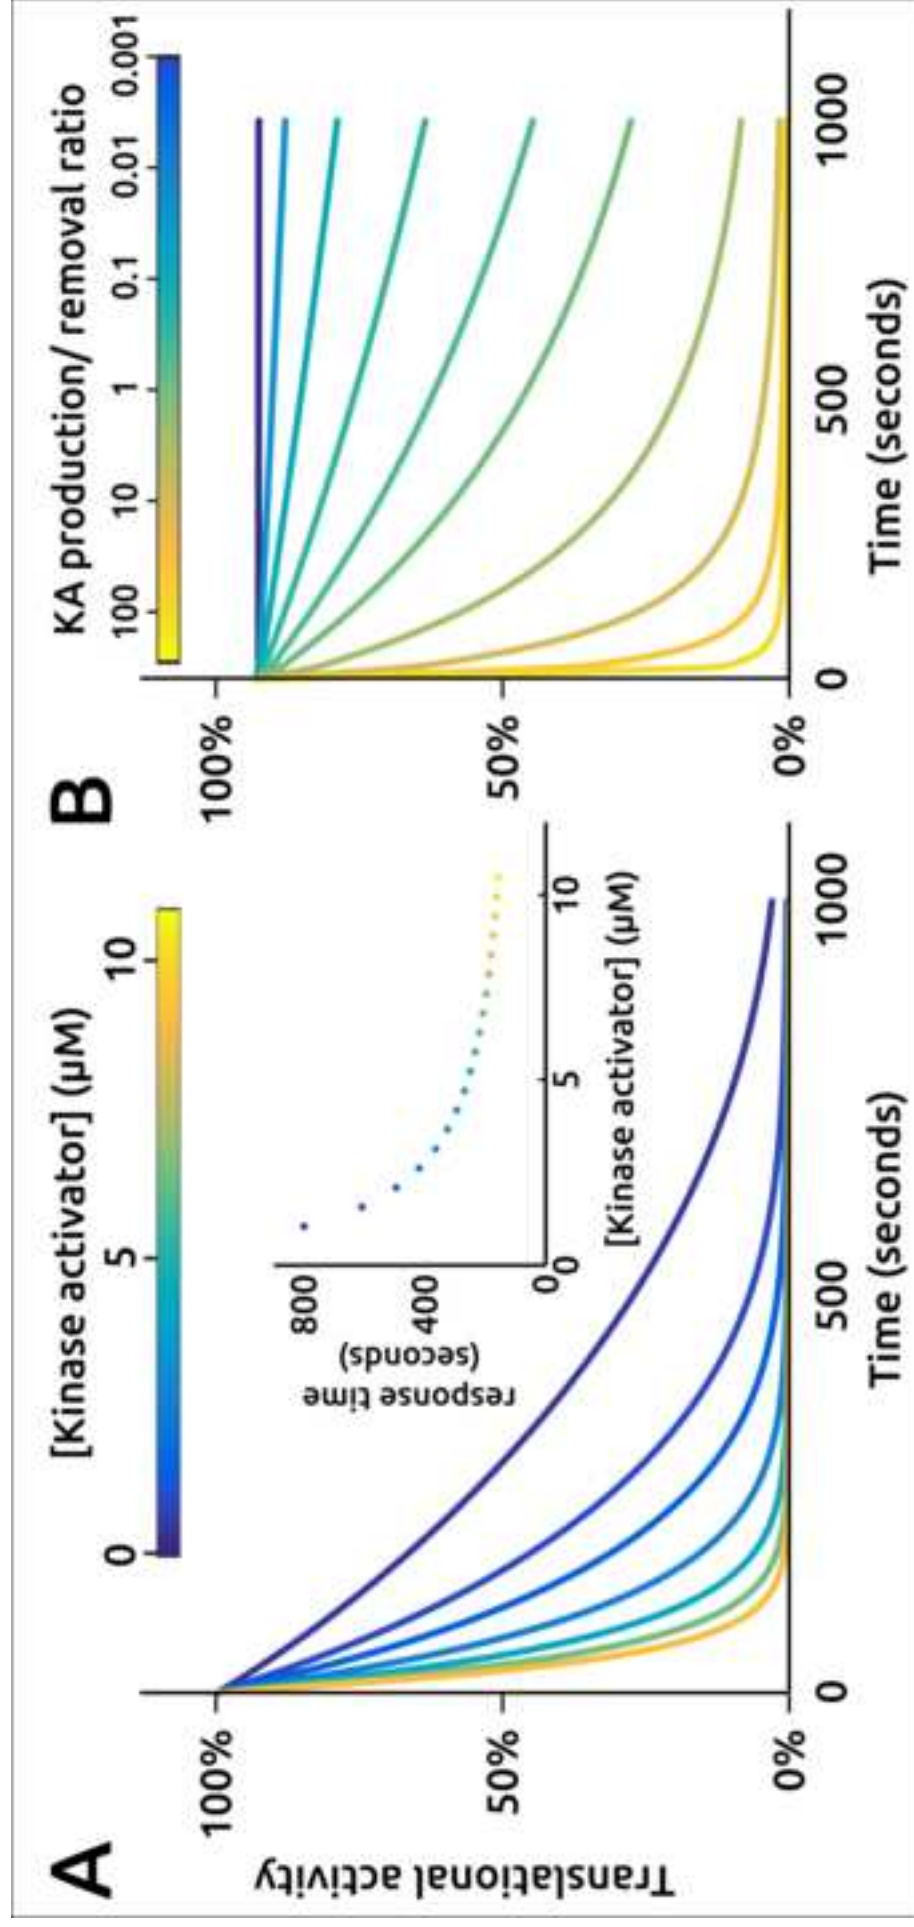 A
[Kinase activator] (µM)
0 5 10
Translational activity
100%
50%
0%
0 500 1000
Time (seconds)
response time
(seconds)
800
400
0
0 5 10
[Kinase activator] (µM)
B
KA production/ removal ratio
100 10 1 0.1 0.01 0.001
100%
50%
0%
0 500 1000
Time (seconds)